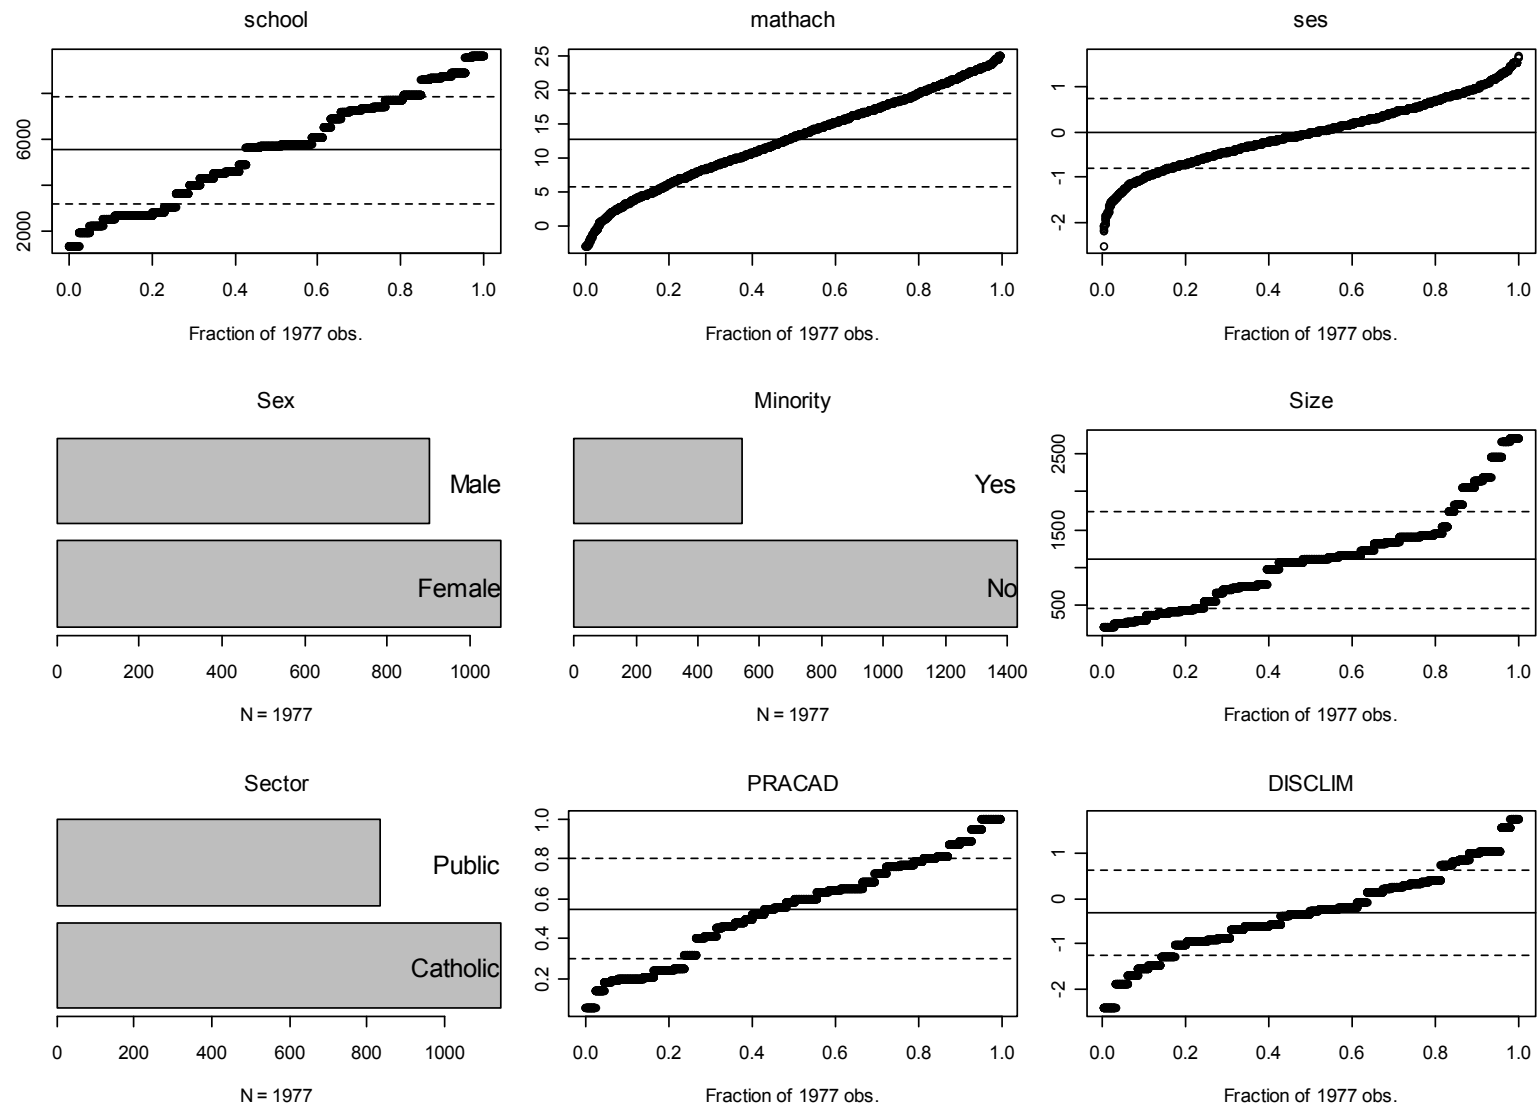 school
2000 6000
0.0 0.2 0.4 0.6 0.8 1.0
Fraction of 1977 obs.
mathach
0 5 10 15 20 25
0.0 0.2 0.4 0.6 0.8 1.0
Fraction of 1977 obs.
ses
-2 -1 0 1
0.0 0.2 0.4 0.6 0.8 1.0
Fraction of 1977 obs.
Sex
Male
Female
0 200 400 600 800 1000
N = 1977
Minority
Yes
No
0 200 400 600 800 1000 1200 1400
N = 1977
Size
500 1500 2500
0.0 0.2 0.4 0.6 0.8 1.0
Fraction of 1977 obs.
Sector
Public
Catholic
0 200 400 600 800 1000
N = 1977
PRACAD
0.2 0.4 0.6 0.8 1.0
0.0 0.2 0.4 0.6 0.8 1.0
Fraction of 1977 obs.
DISCLIM
-2 -1 0 1
0.0 0.2 0.4 0.6 0.8 1.0
Fraction of 1977 obs.